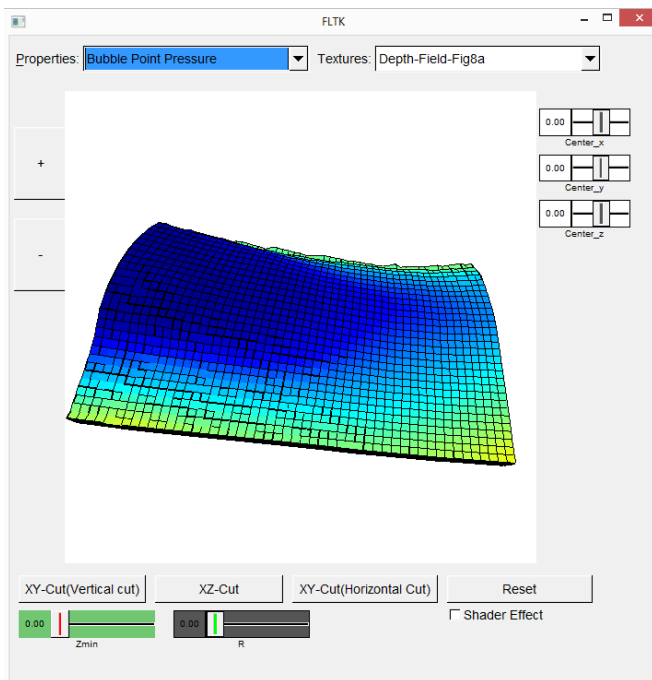 FLTK
Properties: Bubble Point Pressure Textures: Depth-Field-Fig8a
+
-
0.00
Center_x
0.00
Center_y
0.00
Center_z
XY-Cut(Vertical cut) XZ-Cut XY-Cut(Horizontal Cut) Reset
0.00 0.00 Shader Effect
Zmin R